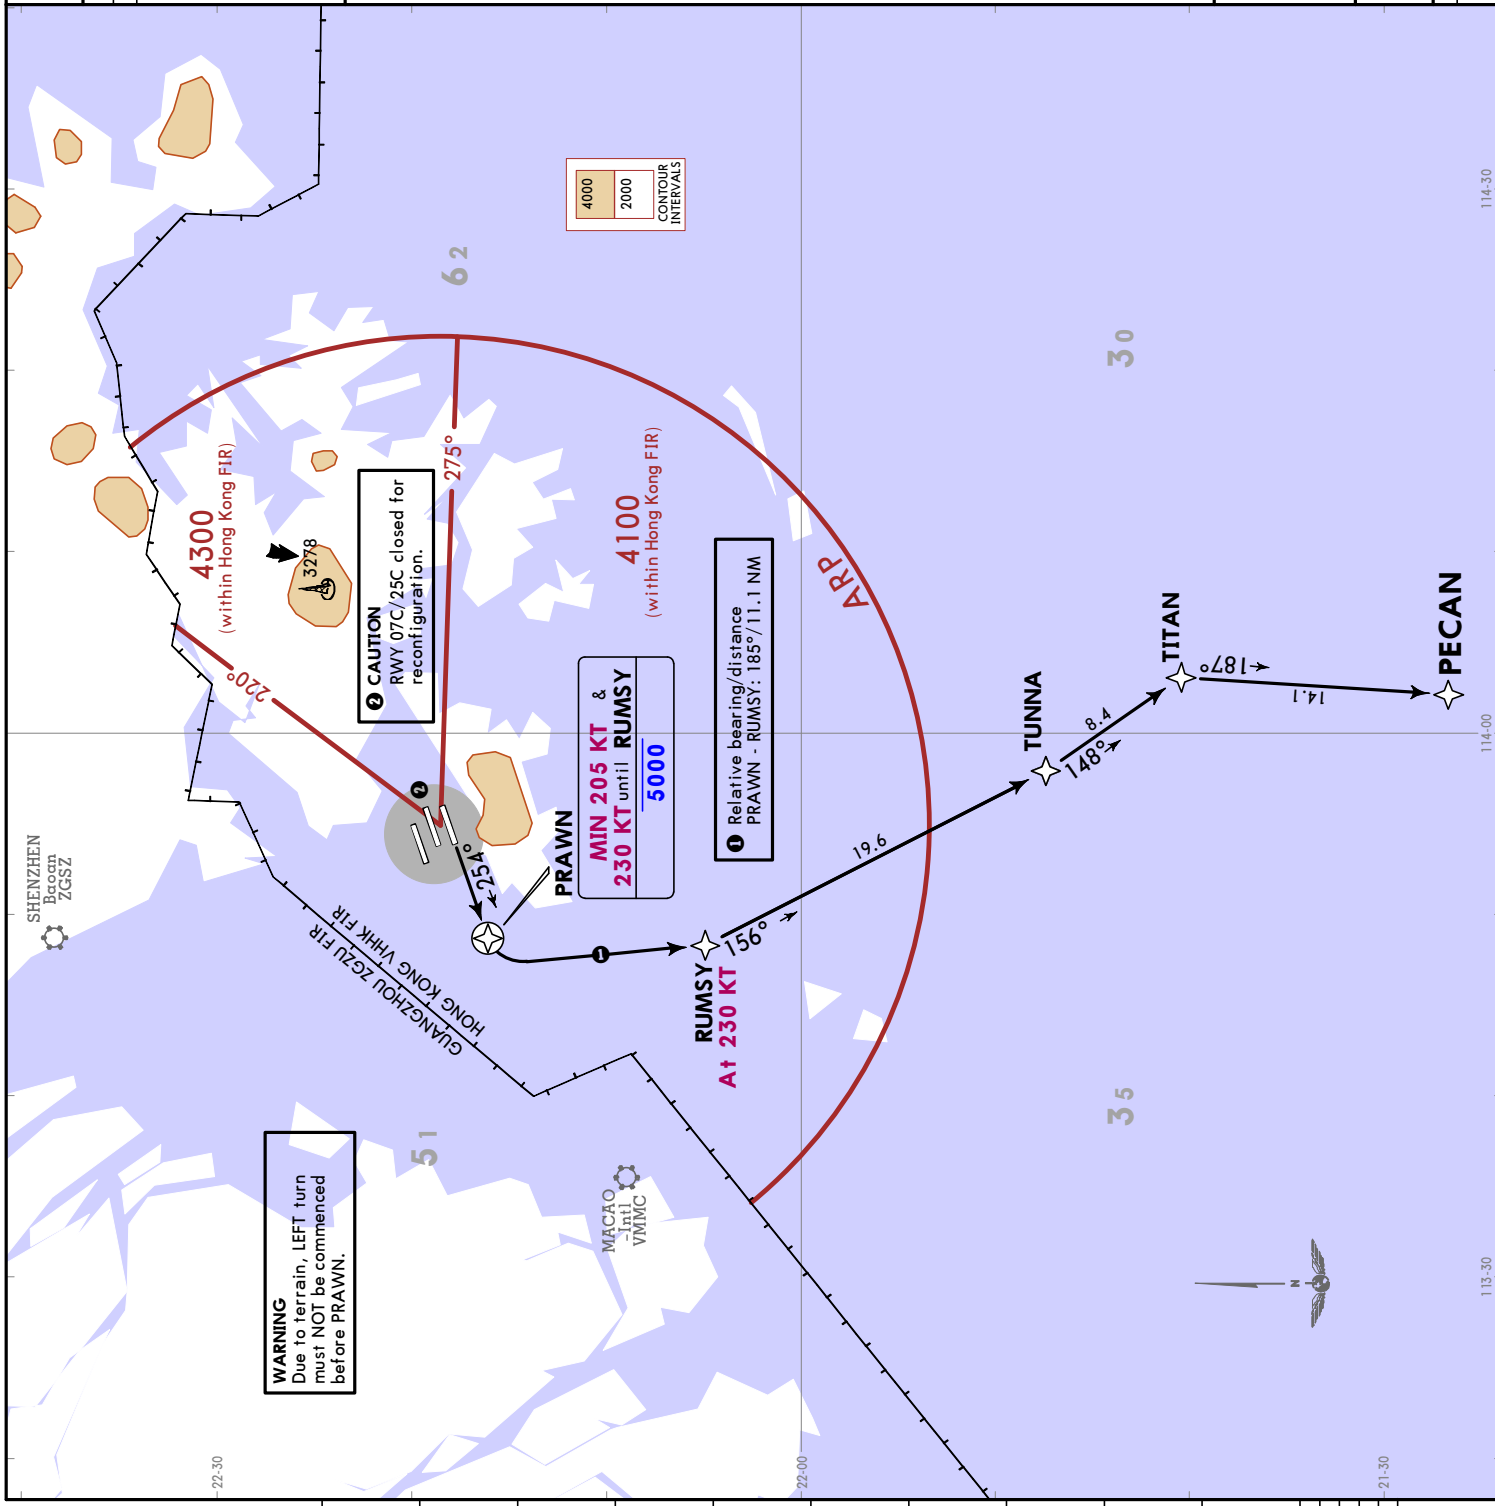 SHENZHEN
Baoan
ZGSZ
WARNING
Due to terrain, LEFT turn
must NOT be commenced
before PRAWN.
GUANGZHOU ZGZU FIR
HONG KONG VHHK FIR
4300
(within Hong Kong FIR)
3278
2 CAUTION
RWY 07C/25C closed for
reconfiguration.
220°
275°
2
254°
PRAWN
MIN 205 KT &
230 KT until RUMSY
5000
4100
(within Hong Kong FIR)
1 Relative bearing/distance
PRAWN - RUMSY: 185°/11.1 NM
1
RUMSY
At 230 KT
156°
19.6
ARP
TUNNA
148°
8.4
TITAN
187°
14.1
PECAN
MACAO
-Intl
VMMC
4000
2000
CONTOUR
INTERVALS
62
51
30
35
N
22-30
22-00
21-30
114-30
114-00
113-30